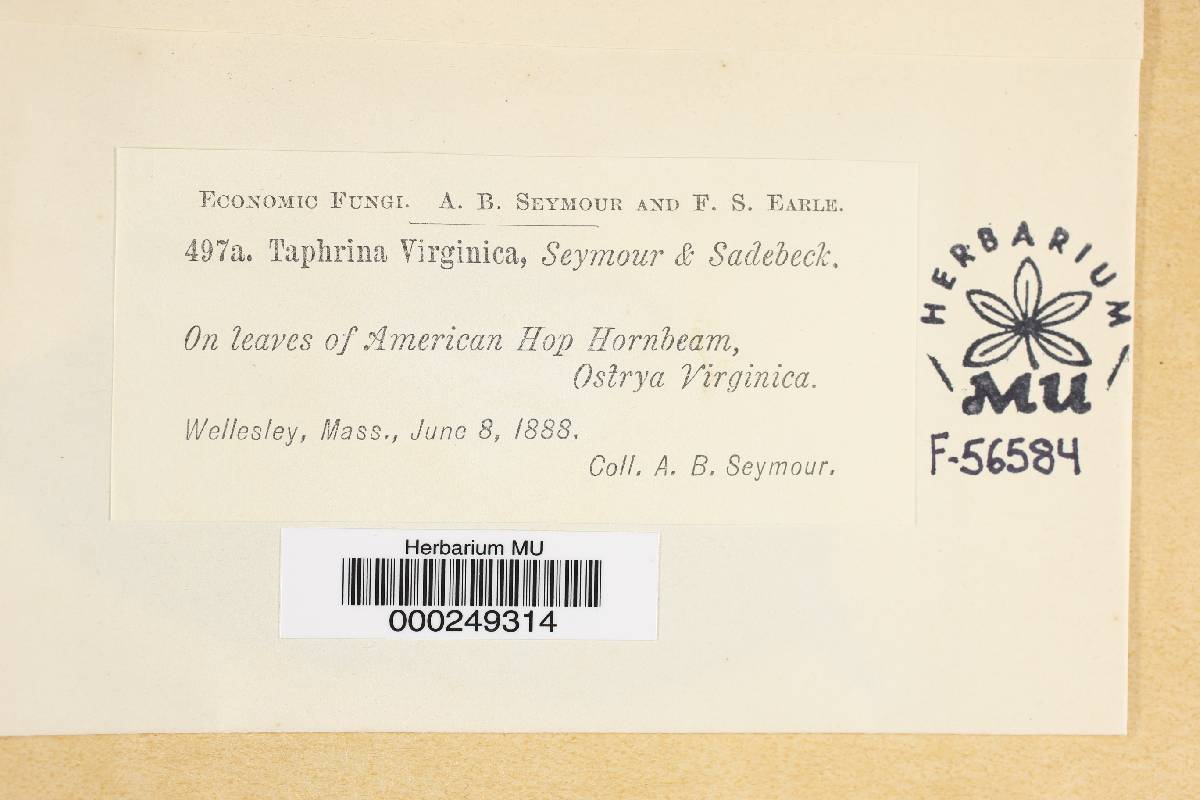 ECONOMIC FUNGI. A. B. SEYMOUR AND F. S. EARLE.
497a. Taphrina Virginica, Seymour & Sadebeck.
On leaves of American Hop Hornbeam,
Ostrya Virginica.
Wellesley, Mass., June 8, 1888.
Coll. A. B. Seymour.
HERBARIUM
MU
F-56584
Herbarium MU
000249314